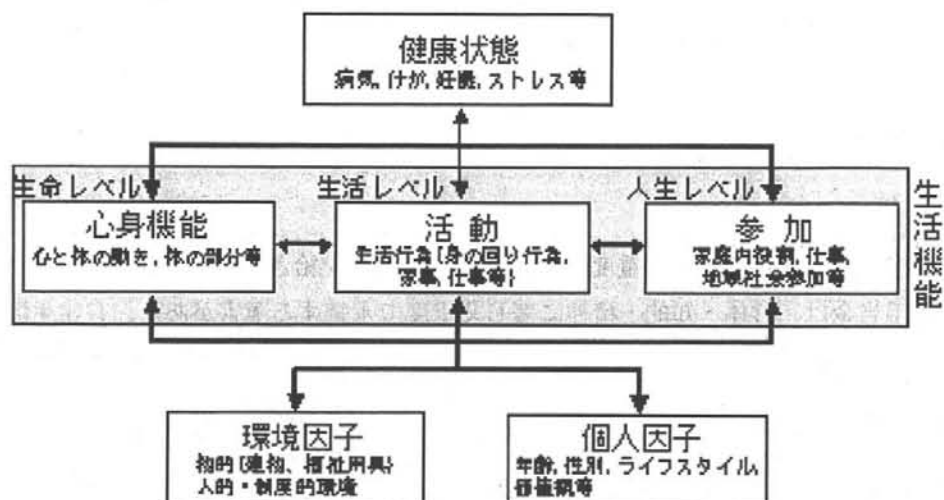 健康状態
病気, けが, 妊娠, ストレス等
生命レベル
生活レベル
人生レベル
生活機能
心身機能
心と体の動き, 体の部分等
活動
生活行為(身の回り行為,
家事, 仕事等)
参加
家庭内役割, 仕事,
地域社会参加等
環境因子
物的(建物、福祉用具)
人的・制度的環境
個人因子
年齢, 性別, ライフスタイル,
価値観等